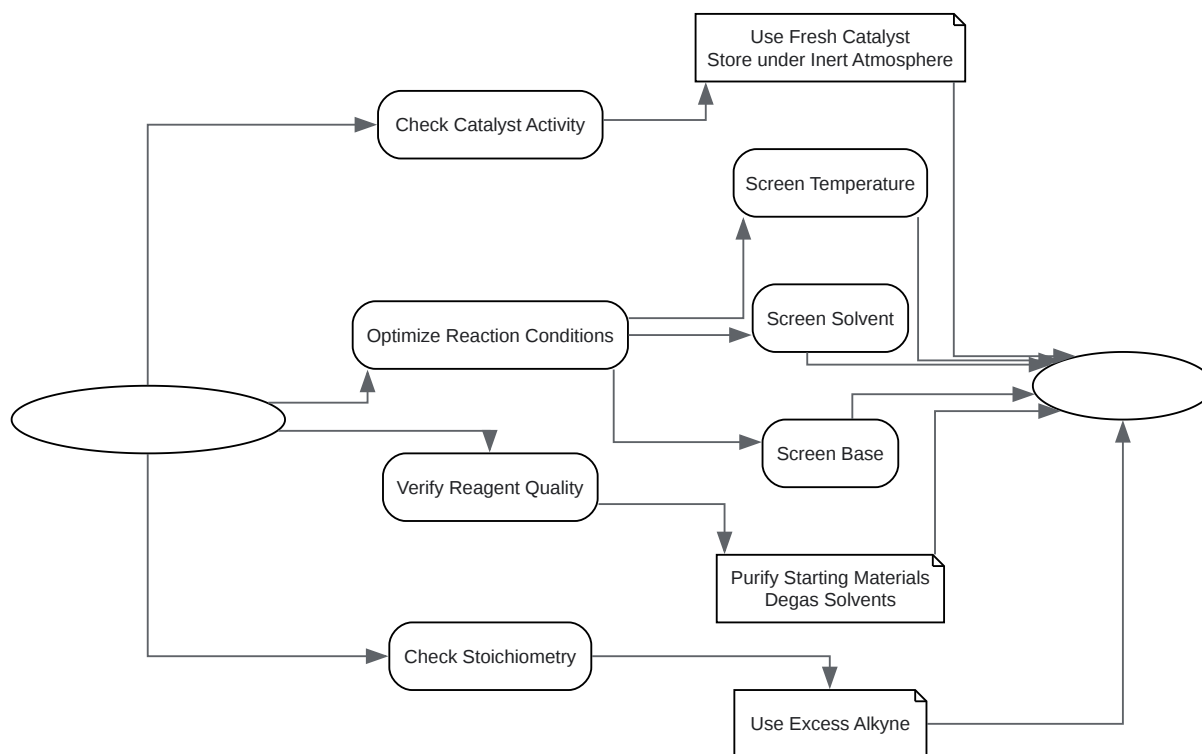 Use Fresh Catalyst
Store under Inert Atmosphere
Check Catalyst Activity
Screen Temperature
Screen Solvent
Optimize Reaction Conditions
Screen Base
Verify Reagent Quality
Purify Starting Materials
Degas Solvents
Check Stoichiometry
Use Excess Alkyne